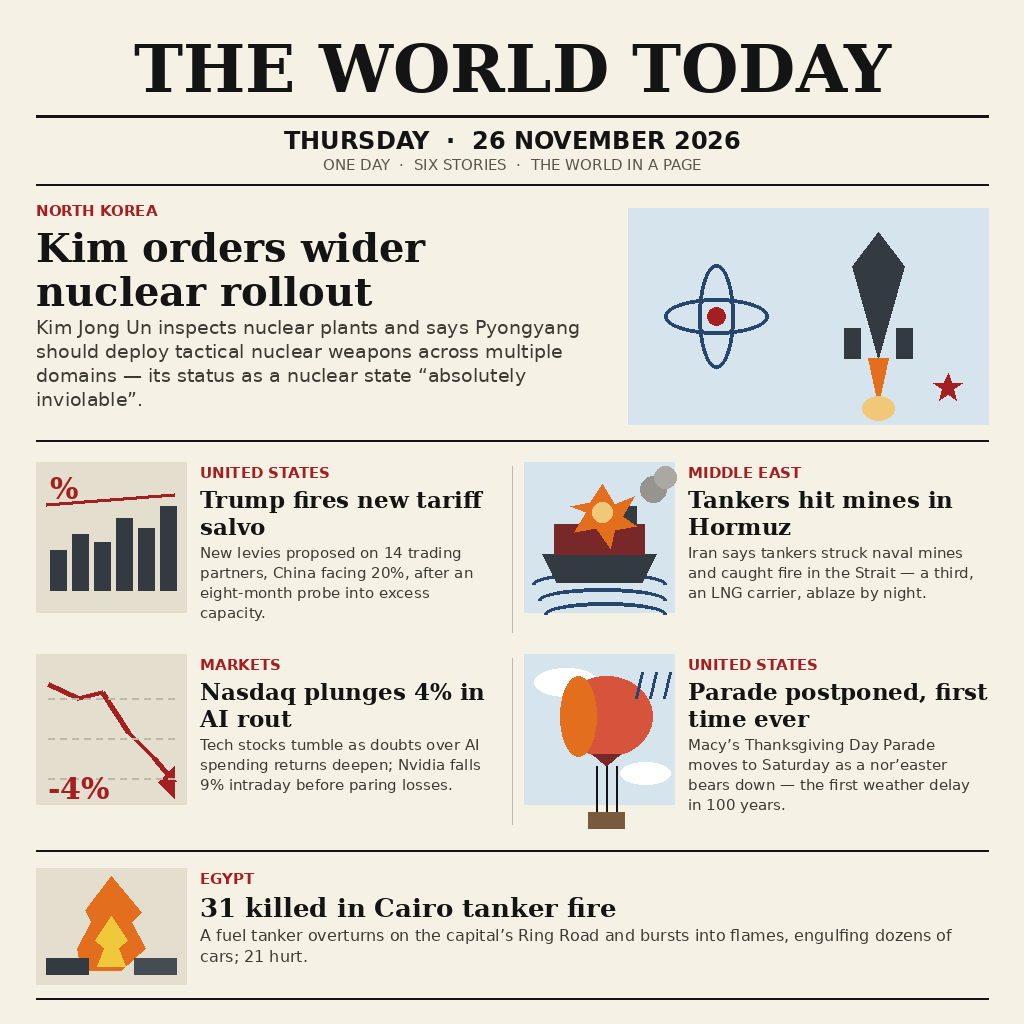 THE WORLD TODAY
THURSDAY · 26 NOVEMBER 2026
ONE DAY · SIX STORIES · THE WORLD IN A PAGE
NORTH KOREA
Kim orders wider
nuclear rollout
Kim Jong Un inspects nuclear plants and says Pyongyang
should deploy tactical nuclear weapons across multiple
domains — its status as a nuclear state “absolutely
inviolable”.
%
UNITED STATES
Trump fires new tariff
salvo
New levies proposed on 14 trading
partners, China facing 20%, after an
eight-month probe into excess
capacity.
MIDDLE EAST
Tankers hit mines in
Hormuz
Iran says tankers struck naval mines
and caught fire in the Strait — a third,
an LNG carrier, ablaze by night.
-4%
MARKETS
Nasdaq plunges 4% in
AI rout
Tech stocks tumble as doubts over AI
spending returns deepen; Nvidia falls
9% intraday before paring losses.
UNITED STATES
Parade postponed, first
time ever
Macy’s Thanksgiving Day Parade
moves to Saturday as a nor’easter
bears down — the first weather delay
in 100 years.
EGYPT
31 killed in Cairo tanker fire
A fuel tanker overturns on the capital’s Ring Road and bursts into flames, engulfing dozens of
cars; 21 hurt.